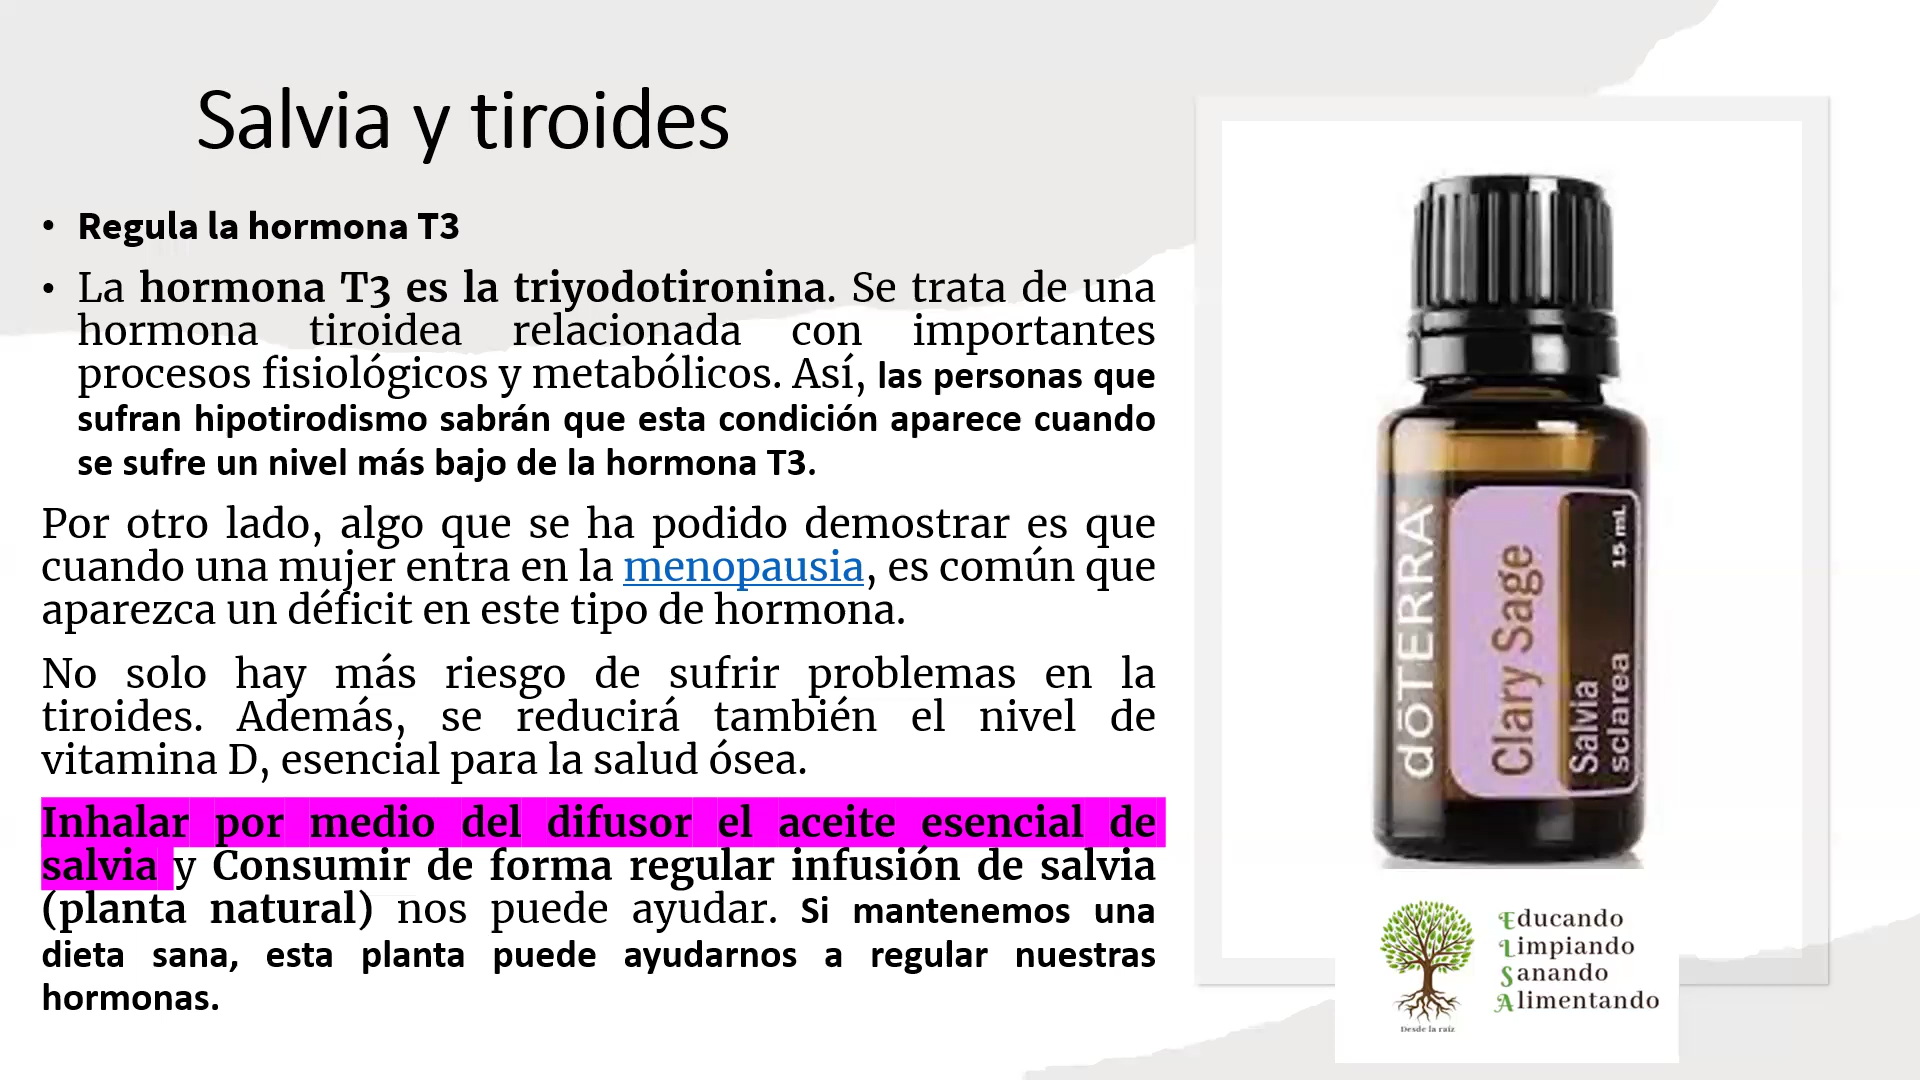 Salvia y tiroides
• Regula la hormona T3
• La hormona T3 es la triyodotironina. Se trata de una
hormona tiroidea relacionada con importantes
procesos fisiológicos y metabólicos. Así, las personas que
sufran hipotirodismo sabrán que esta condición aparece cuando
se sufre un nivel más bajo de la hormona T3.
Por otro lado, algo que se ha podido demostrar es que
cuando una mujer entra en la menopausia, es común que
aparezca un déficit en este tipo de hormona.
No solo hay más riesgo de sufrir problemas en la
tiroides. Además, se reducirá también el nivel de
vitamina D, esencial para la salud ósea.
Inhalar por medio del difusor el aceite esencial de
salvia y Consumir de forma regular infusión de salvia
(planta natural) nos puede ayudar. Si mantenemos una
dieta sana, esta planta puede ayudarnos a regular nuestras
hormonas.
dōTERRA
Clary Sage
Salvia
sclarea
15 mL
Educando
Limpiando
Sanando
Alimentando
Desde la raíz